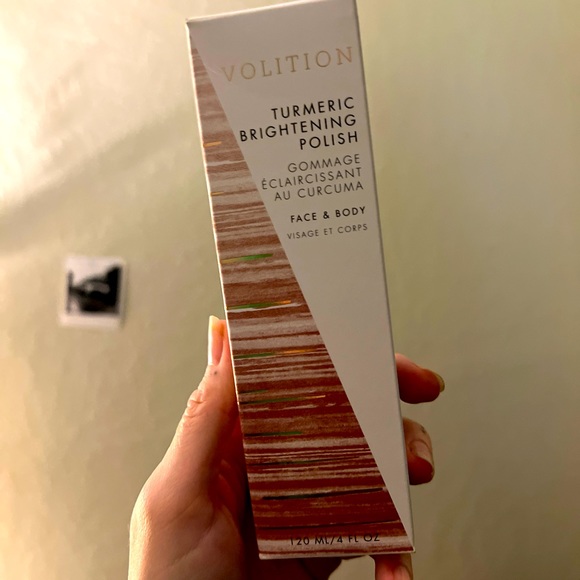 VOLITION
TURMERIC
BRIGHTENING
POLISH
GOMMAGE
ÉCLAIRCISSANT
AU CURCUMA
FACE & BODY
VISAGE ET CORPS
120 ML/4 FL OZ